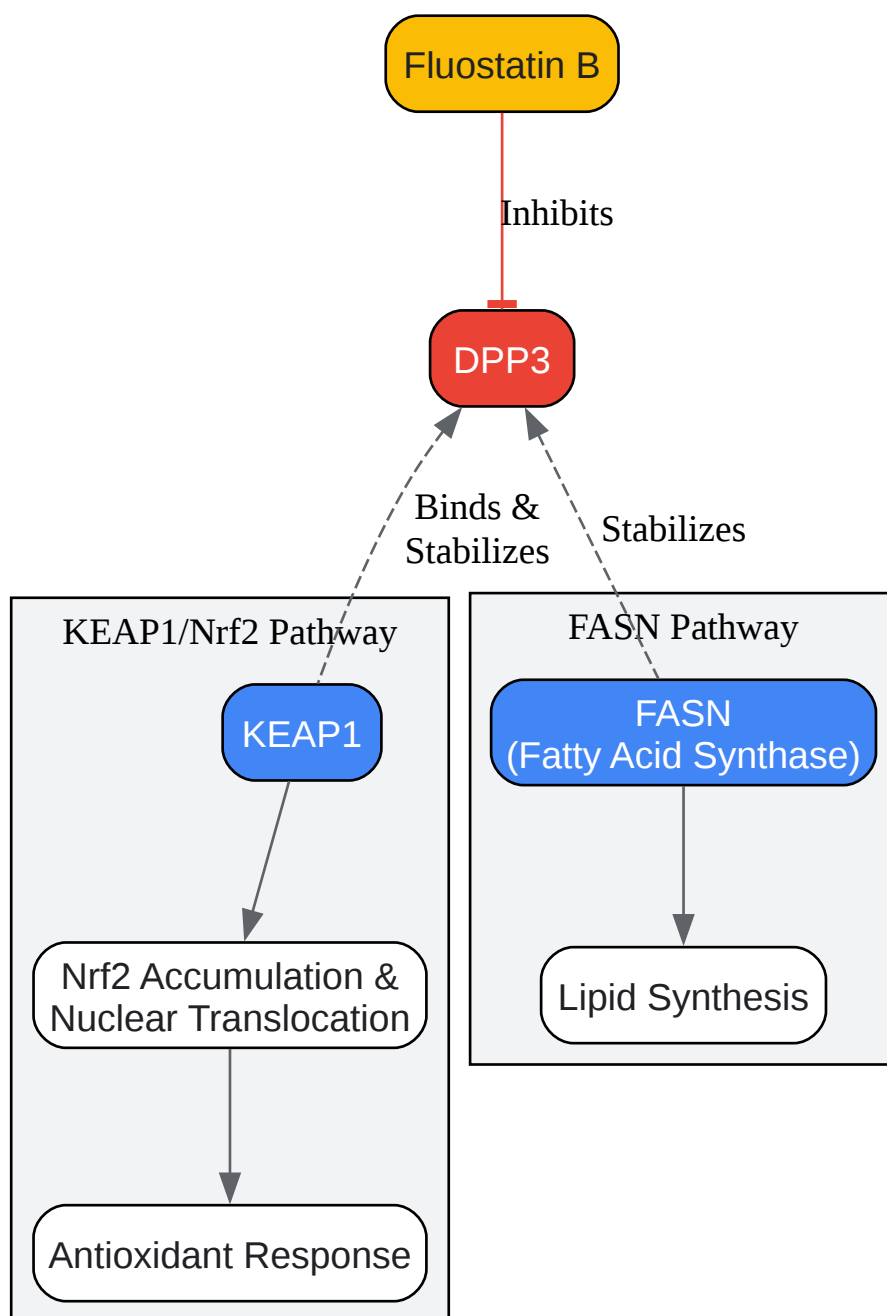 Fluostatin B
Inhibits
DPP3
Binds &
Stabilizes
Stabilizes
KEAP1/Nrf2 Pathway
KEAP1
Nrf2 Accumulation &
Nuclear Translocation
Antioxidant Response
FASN Pathway
FASN
(Fatty Acid Synthase)
Lipid Synthesis